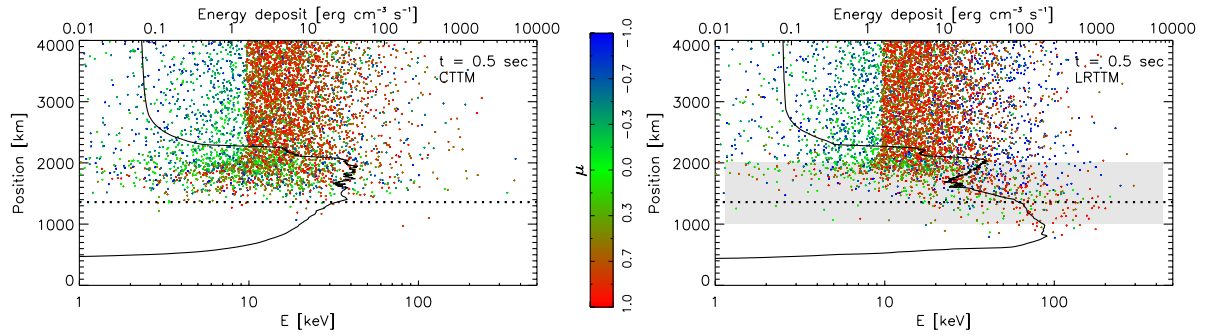 Energy deposit [erg cm⁻³ s⁻¹]
0.01 0.1 1 10 100 1000 10000
4000
3000
2000
1000
0
Position [km]
t = 0.5 sec
CTTM
1 10 100
E [keV]
−1.0
−0.7
−0.3
0.0
0.3
0.7
1.0
μ
Energy deposit [erg cm⁻³ s⁻¹]
0.01 0.1 1 10 100 1000 10000
4000
3000
2000
1000
0
Position [km]
t = 0.5 sec
LRTTM
1 10 100
E [keV]